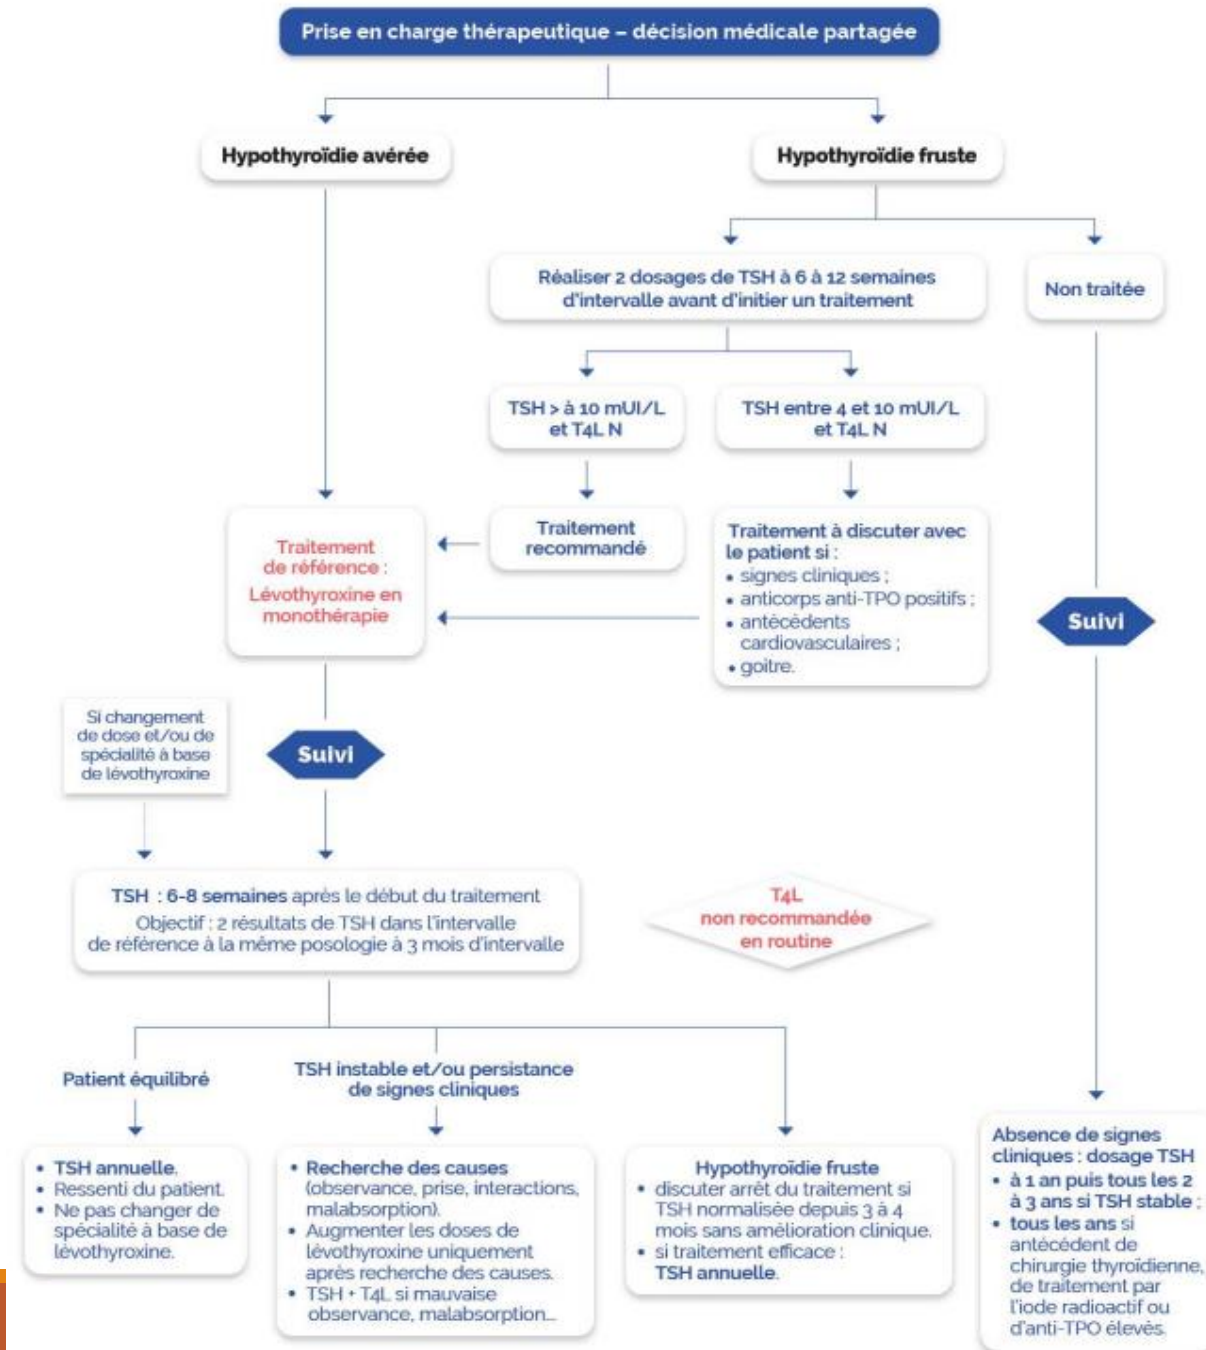 Prise en charge thérapeutique – décision médicale partagée
Hypothyroïdie avérée
Hypothyroïdie fruste
Réaliser 2 dosages de TSH à 6 à 12 semaines
d'intervalle avant d'initier un traitement
Non traitée
TSH > à 10 mUI/L
et T4L N
TSH entre 4 et 10 mUI/L
et T4L N
Traitement
de référence :
Lévothyroxine en
monothérapie
Traitement
recommandé
Traitement à discuter avec
le patient si :
• signes cliniques ;
• anticorps anti-TPO positifs ;
• antécédents
cardiovasculaires ;
• goitre.
Suivi
Si changement
de dose et/ou de
spécialité à base
de lévothyroxine
Suivi
TSH : 6-8 semaines après le début du traitement
Objectif : 2 résultats de TSH dans l'intervalle
de référence à la même posologie à 3 mois d'intervalle
T4L
non recommandée
en routine
Patient équilibré
TSH instable et/ou persistance
de signes cliniques
• TSH annuelle.
• Ressenti du patient.
• Ne pas changer de
spécialité à base de
lévothyroxine.
• Recherche des causes
(observance, prise, interactions,
malabsorption).
• Augmenter les doses de
lévothyroxine uniquement
après recherche des causes.
• TSH + T4L si mauvaise
observance, malabsorption...
Hypothyroïdie fruste
• discuter arrêt du traitement si
TSH normalisée depuis 3 à 4
mois sans amélioration clinique.
• si traitement efficace :
TSH annuelle.
Absence de signes
cliniques : dosage TSH
• à 1 an puis tous les 2
à 3 ans si TSH stable ;
• tous les ans si
antécédent de
chirurgie thyroïdienne,
de traitement par
l'iode radioactif ou
d'anti-TPO élevés.